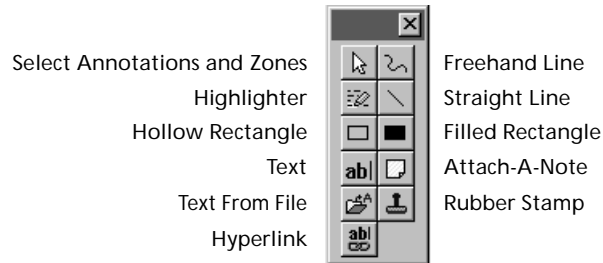 Select Annotations and Zones Freehand Line
Highlighter Straight Line
Hollow Rectangle Filled Rectangle
Text ab| Attach-A-Note
Text From File A Rubber Stamp
Hyperlink ab|